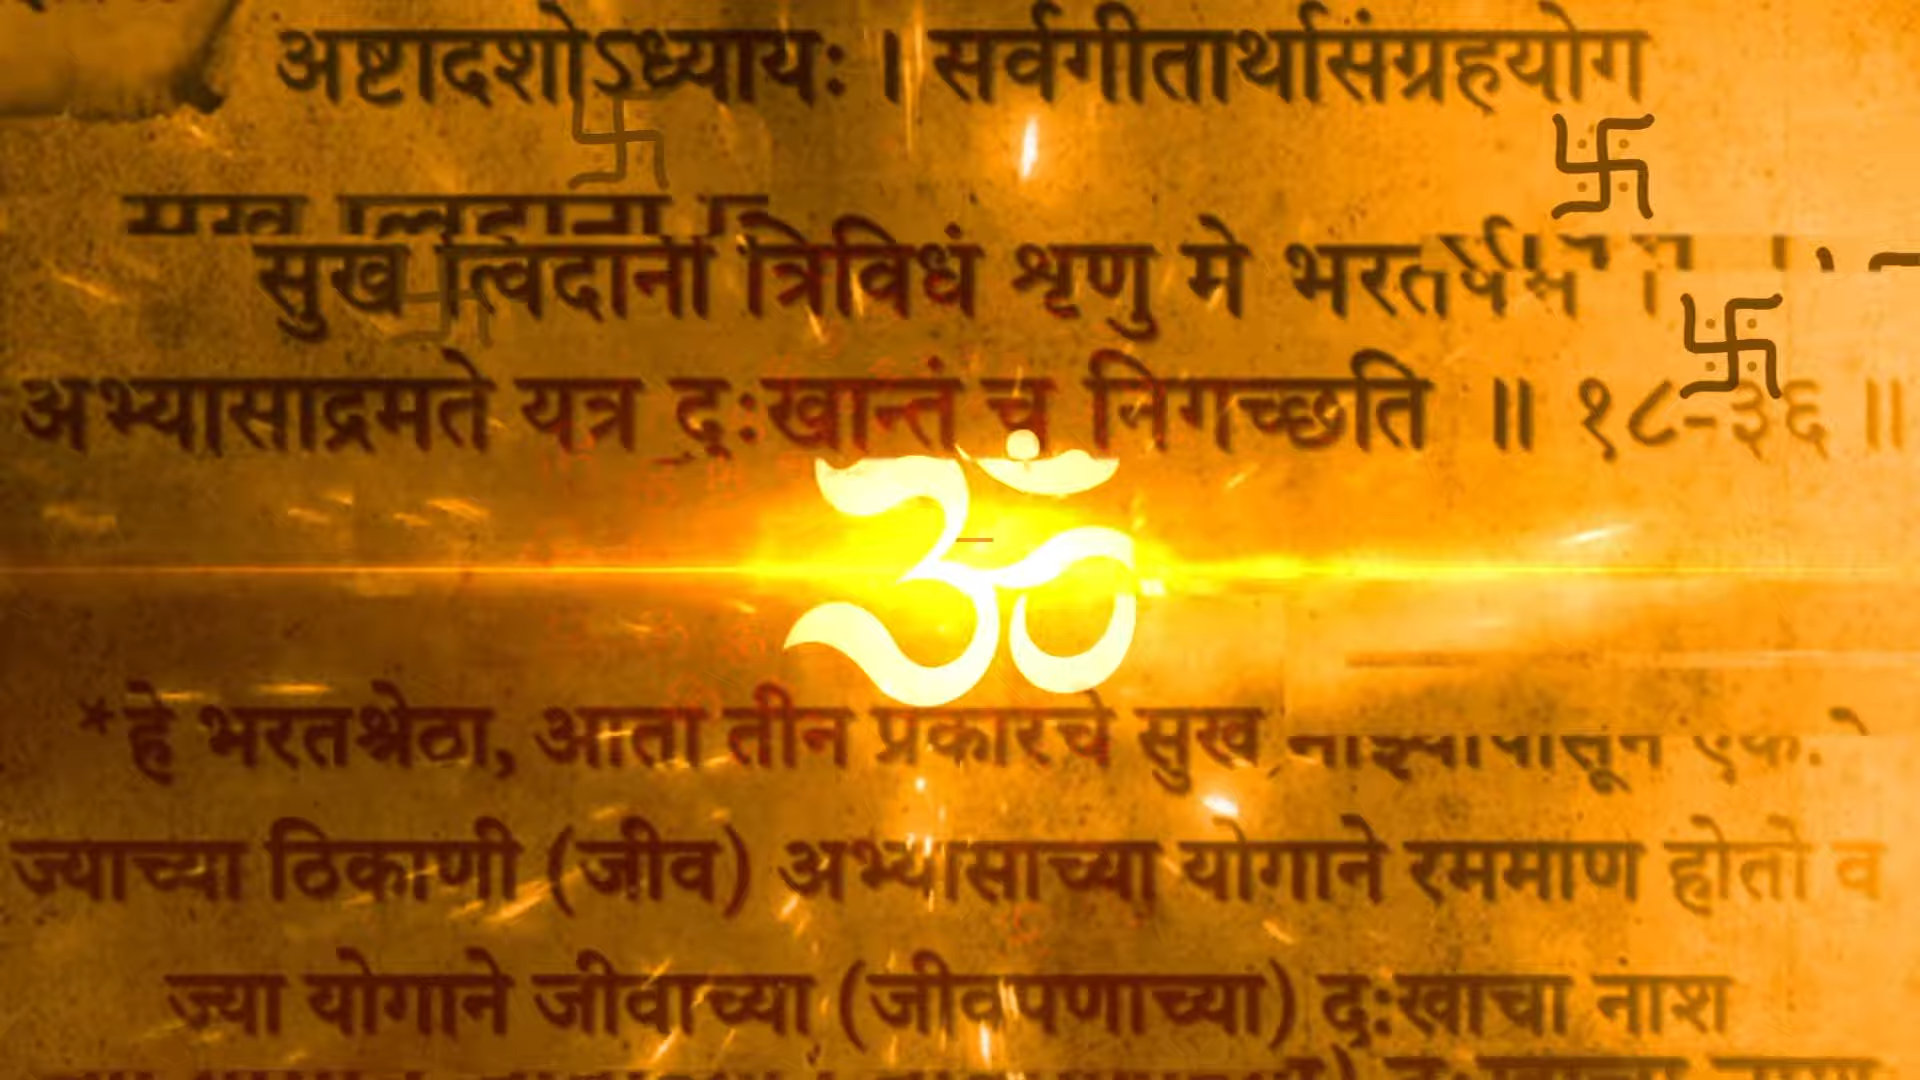 अष्टादशोऽध्यायः । सर्वगीतार्थासंग्रहयोग
सुख त्विदानी त्रिविधं श्रृणु मे भरतर्षभ ।
अभ्यासाद्रमते यत्र दुःखान्तं च निगच्छति ॥ १८-३६ ॥
ॐ
*हे भरतश्रेठा, आता तीन प्रकारचे सुख माझ्यापासून एक.
ज्याच्या ठिकाणी (जीव) अभ्यासाच्या योगाने रममाण होतो व
ज्या योगाने जीवाच्या (जीवपणाच्या) दुःखाचा नाश